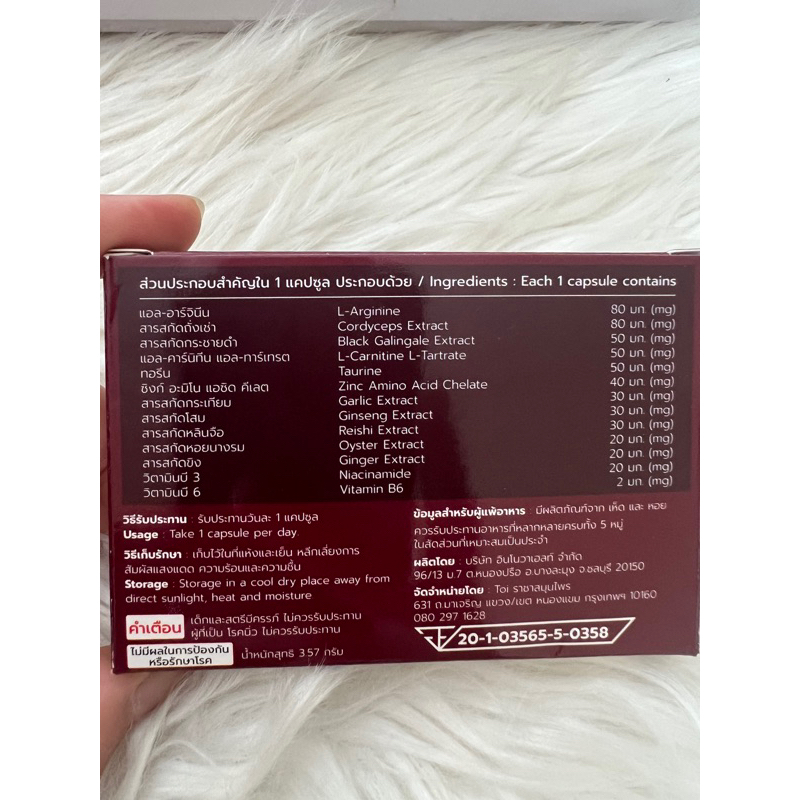 ส่วนประกอบสำคัญใน 1 แคปซูล ประกอบด้วย / Ingredients : Each 1 capsule contains
แอล-อาร์จินีน L-Arginine 80 มก. (mg)
สารสกัดถั่งเช่า Cordyceps Extract 80 มก. (mg)
สารสกัดกระชายดำ Black Galingale Extract 50 มก. (mg)
แอล-คาร์นิทีน แอล-ทาร์เทรต L-Carnitine L-Tartrate 50 มก. (mg)
ทอรีน Taurine 50 มก. (mg)
ซิงก์ อะมิโน แอซิด คีเลต Zinc Amino Acid Chelate 40 มก. (mg)
สารสกัดกระเทียม Garlic Extract 30 มก. (mg)
สารสกัดโสม Ginseng Extract 30 มก. (mg)
สารสกัดหลินจือ Reishi Extract 30 มก. (mg)
สารสกัดหอยนางรม Oyster Extract 20 มก. (mg)
สารสกัดขิง Ginger Extract 20 มก. (mg)
วิตามินบี 3 Niacinamide 20 มก. (mg)
วิตามินบี 6 Vitamin B6 2 มก. (mg)
วิธีรับประทาน : รับประทานวันละ 1 แคปซูล
Usage : Take 1 capsule per day.
วิธีเก็บรักษา : เก็บไว้ในที่แห้งและเย็น หลีกเลี่ยงการ
สัมผัสแสงแดด ความร้อนและความชื้น
Storage : Storage in a cool dry place away from
direct sunlight, heat and moisture
คำเตือน
เด็กและสตรีมีครรภ์ ไม่ควรรับประทาน
ผู้ที่เป็น โรคนิ่ว ไม่ควรรับประทาน
ไม่มีผลในการป้องกัน
หรือรักษาโรค
น้ำหนักสุทธิ 3.57 กรัม
ข้อมูลสำหรับผู้แพ้อาหาร : มีผลิตภัณฑ์จาก เห็ด และ หอย
ควรรับประทานอาหารที่หลากหลายครบทั้ง 5 หมู่
ในสัดส่วนที่เหมาะสมเป็นประจำ
ผลิตโดย : บริษัท อินโนวาเฮลท์ จำกัด
96/13 ม.7 ต.หนองปรือ อ.บางละมุง จ.ชลบุรี 20150
จัดจำหน่ายโดย : Toi ราชาสมุนไพร
631 ถ.มาเจริญ แขวง/เขต หนองแขม กรุงเทพฯ 10160
080 297 1628
20-1-03565-5-0358